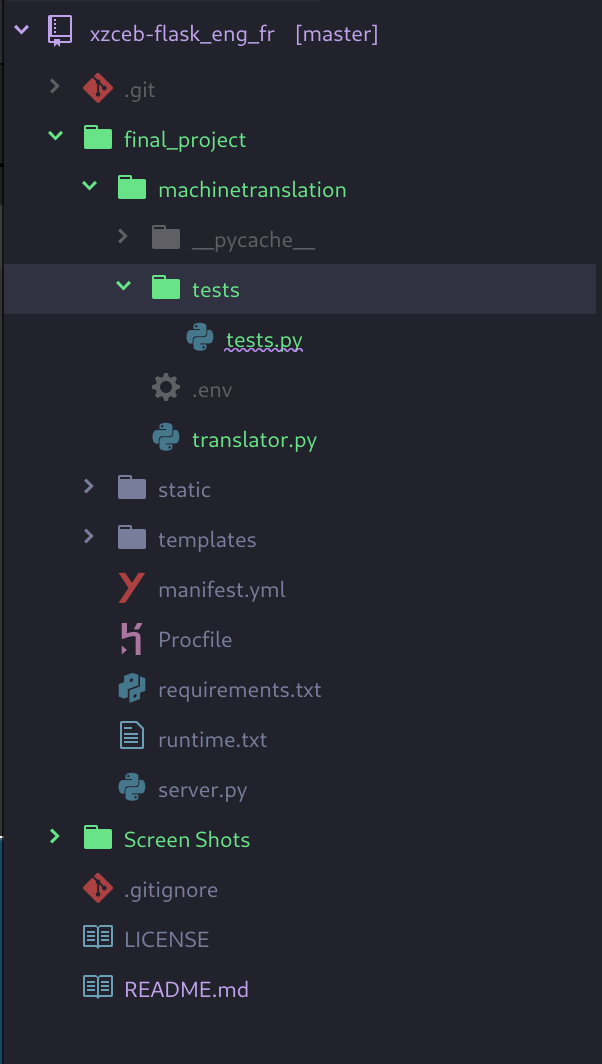 xzceb-flask_eng_fr [master]
.git
final_project
machinetranslation
__pycache__
tests
tests.py
.env
translator.py
static
templates
manifest.yml
Procfile
requirements.txt
runtime.txt
server.py
Screen Shots
.gitignore
LICENSE
README.md